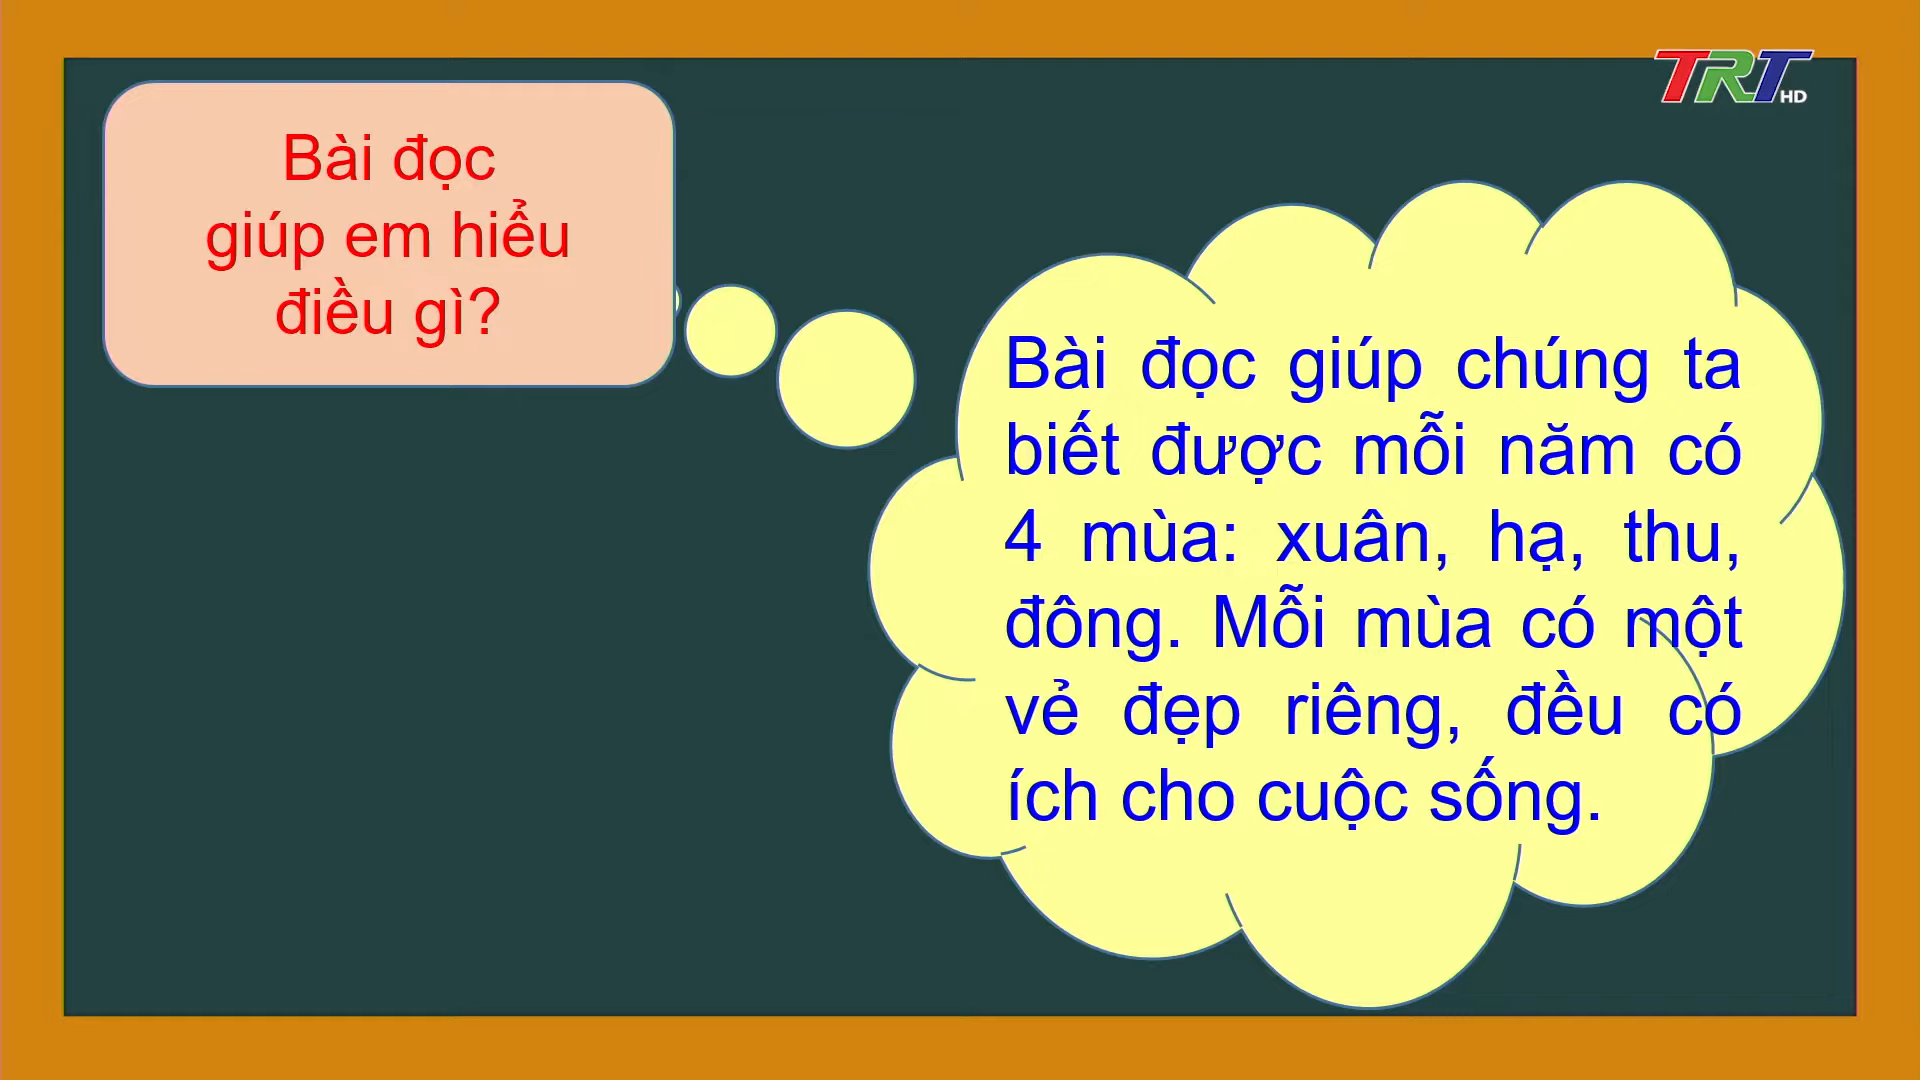 TRT HD
Bài đọc
giúp em hiểu
điều gì?
Bài đọc giúp chúng ta
biết được mỗi năm có
4 mùa: xuân, hạ, thu,
đông. Mỗi mùa có một
vẻ đẹp riêng, đều có
ích cho cuộc sống.